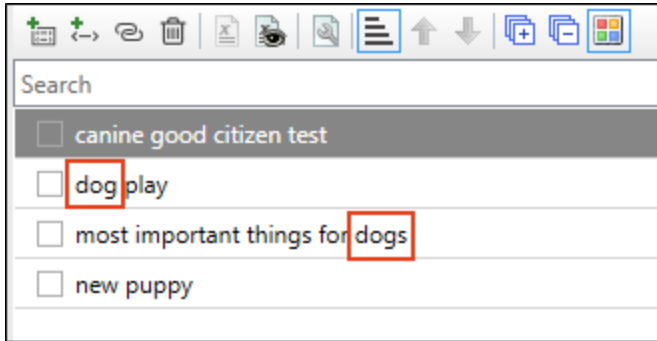 Search
canine good citizen test
dog play
most important things for dogs
new puppy